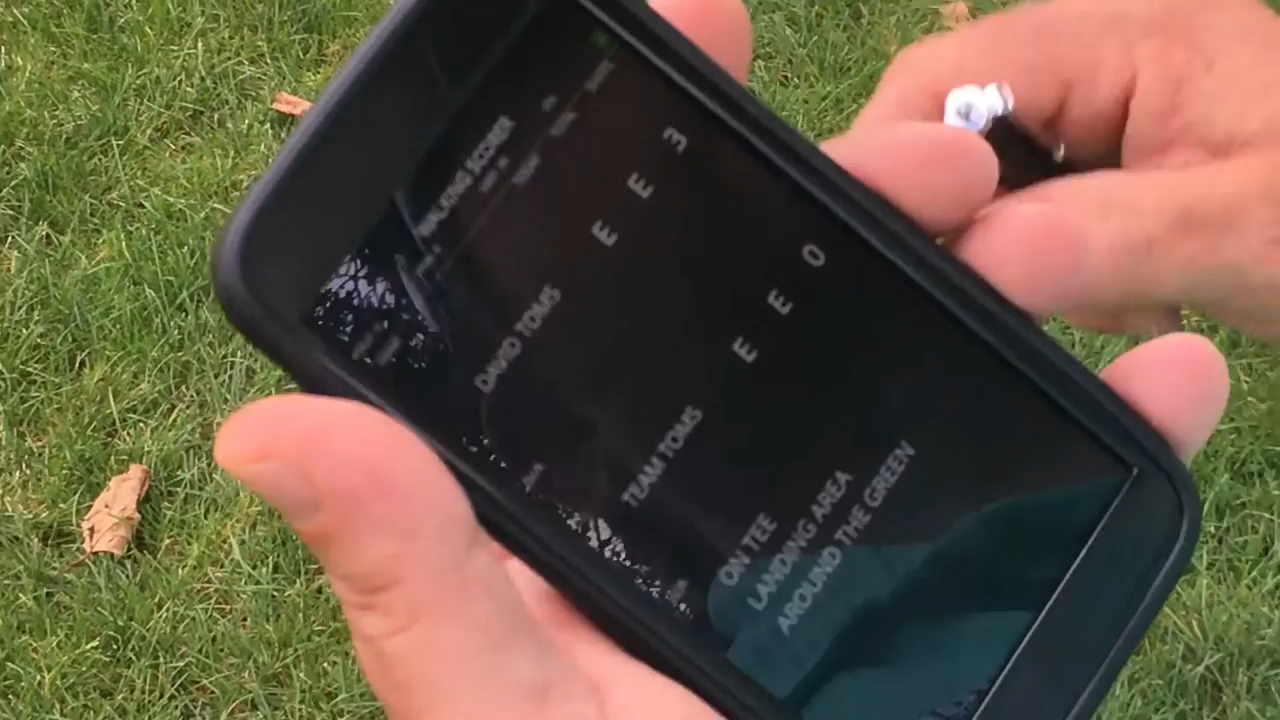 WALKING SCORER
DAVID TOMS
E E 3
TEAM TOMS
E E 0
ON TEE
LANDING AREA
AROUND THE GREEN